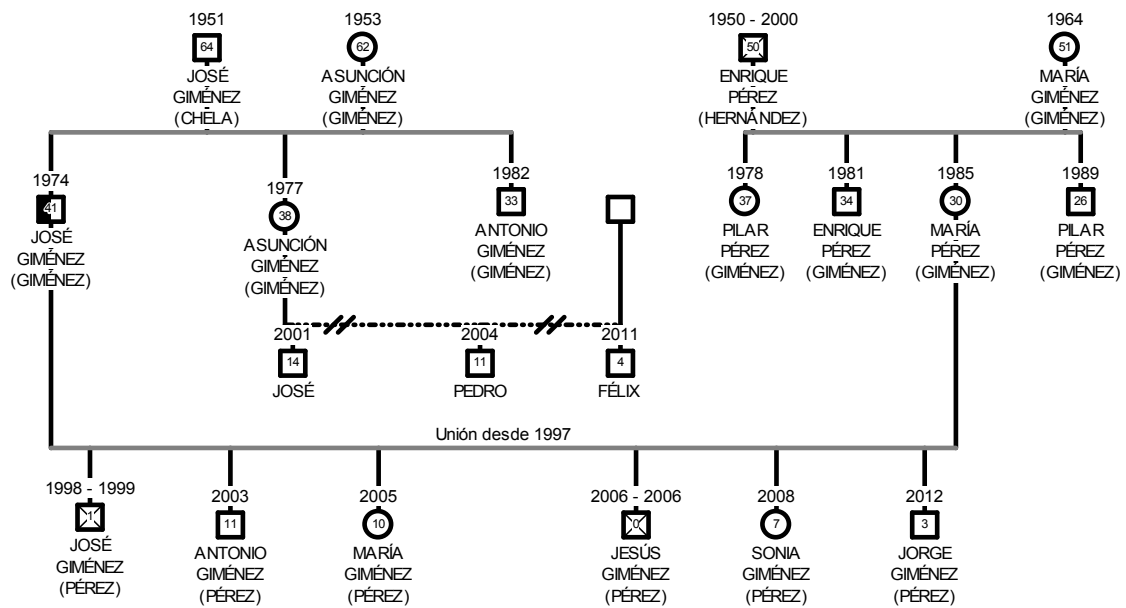 1951
64
JOSÉ
GIMÉNEZ
(CHELA)
1953
62
ASUNCIÓN
GIMÉNEZ
(GIMÉNEZ)
1950 - 2000
50
ENRIQUE
PÉREZ
(HERNÁNDEZ)
1964
51
MARÍA
GIMÉNEZ
(GIMÉNEZ)
1974
41
JOSÉ
GIMÉNEZ
(GIMÉNEZ)
1977
38
ASUNCIÓN
GIMÉNEZ
(GIMÉNEZ)
1982
33
ANTONIO
GIMÉNEZ
(GIMÉNEZ)
1978
37
PILAR
PÉREZ
(GIMÉNEZ)
1981
34
ENRIQUE
PÉREZ
(GIMÉNEZ)
1985
30
MARÍA
PÉREZ
(GIMÉNEZ)
1989
26
PILAR
PÉREZ
(GIMÉNEZ)
2001
14
JOSÉ
2004
11
PEDRO
2011
4
FÉLIX
Unión desde 1997
1998 - 1999
1
JOSÉ
GIMÉNEZ
(PÉREZ)
2003
11
ANTONIO
GIMÉNEZ
(PÉREZ)
2005
10
MARÍA
GIMÉNEZ
(PÉREZ)
2006 - 2006
0
JESÚS
GIMÉNEZ
(PÉREZ)
2008
7
SONIA
GIMÉNEZ
(PÉREZ)
2012
3
JORGE
GIMÉNEZ
(PÉREZ)